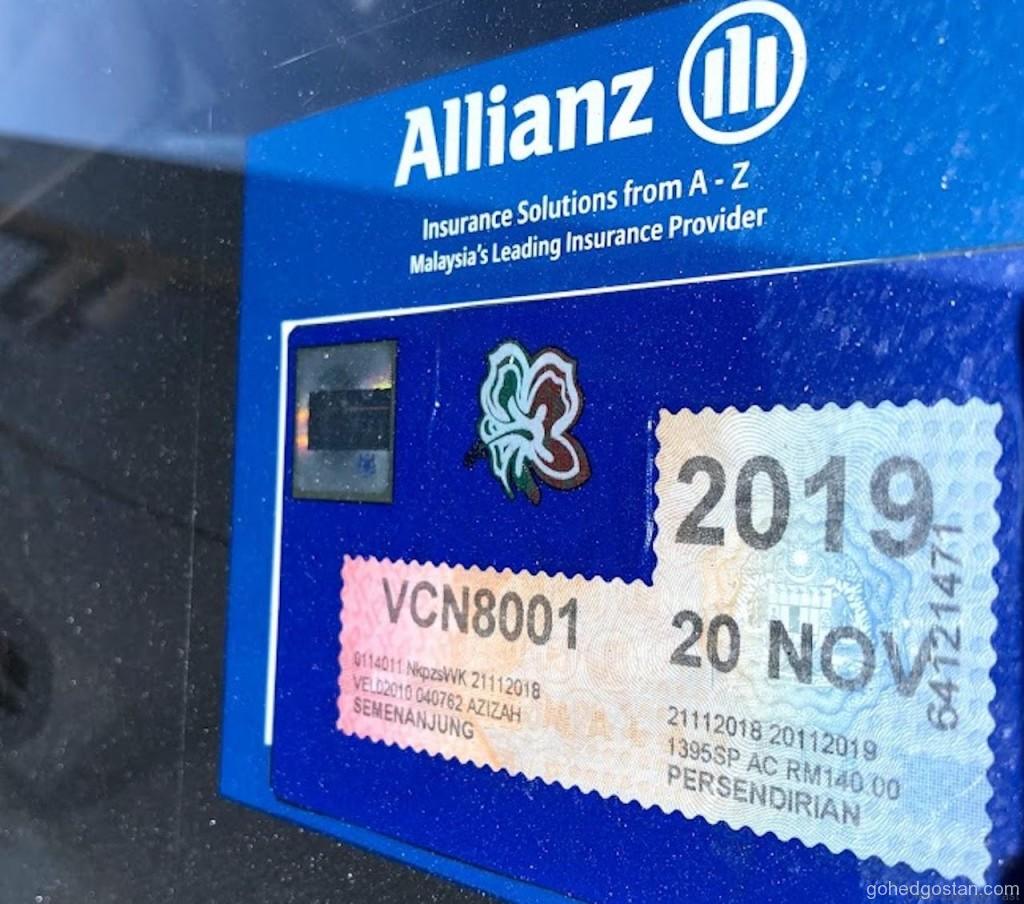 Allianz
Insurance Solutions from A - Z
Malaysia's Leading Insurance Provider
2019
VCN8001
20 NOV
64121471
0114011 NkpzsWK 21112018
VELD2010 040762 AZIZAH
SEMENANJUNG
21112018 20112019
1395SP AC RM140.00
PERSENDIRIAN
gohedgostan.com